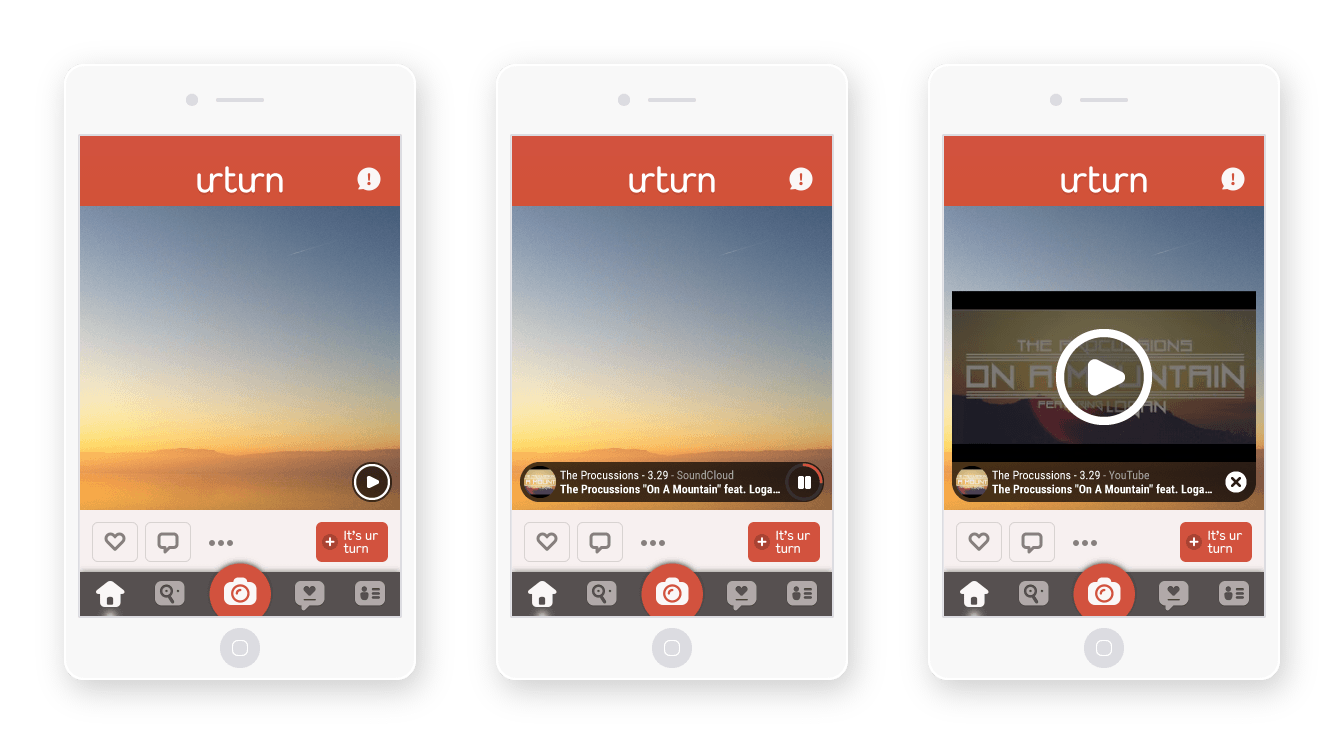 urturn
It's ur
turn
urturn
The Procussions - 3.29 - SoundCloud
The Procussions "On A Mountain" feat. Loga...
It's ur
turn
urturn
THE PROCUSSIONS
ON A MOUNTAIN
FEATURING LOGAN
The Procussions - 3.29 - YouTube
The Procussions "On A Mountain" feat. Loga...
It's ur
turn